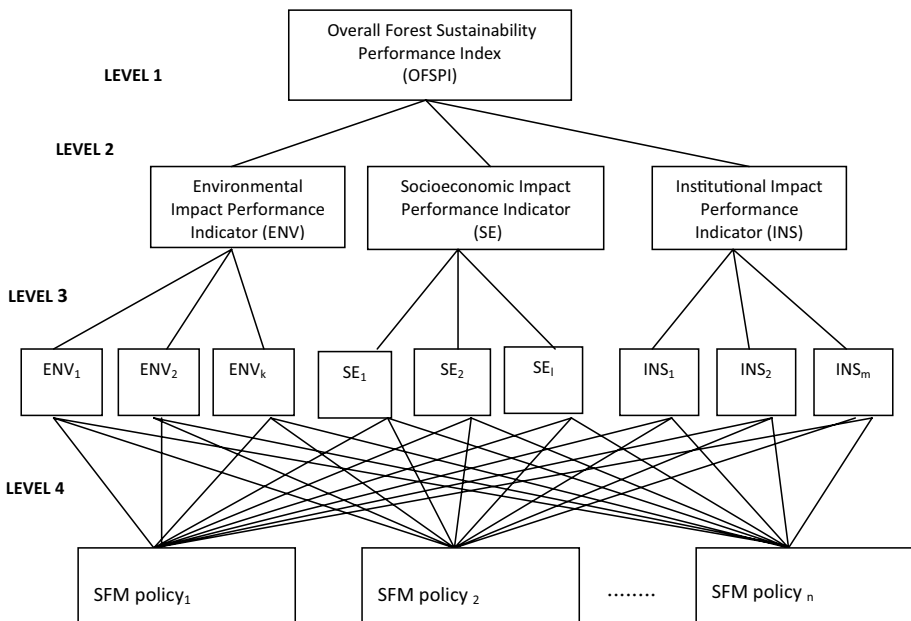 Overall Forest Sustainability
Performance Index
(OFSPI)
LEVEL 1
LEVEL 2
Environmental
Impact Performance
Indicator (ENV)
Socioeconomic Impact
Performance Indicator
(SE)
Institutional Impact
Performance
Indicator (INS)
LEVEL 3
ENV₁
ENV₂
ENVₖ
SE₁
SE₂
SEₗ
INS₁
INS₂
INSₘ
LEVEL 4
SFM policy₁
SFM policy ₂
........
SFM policy ₙ